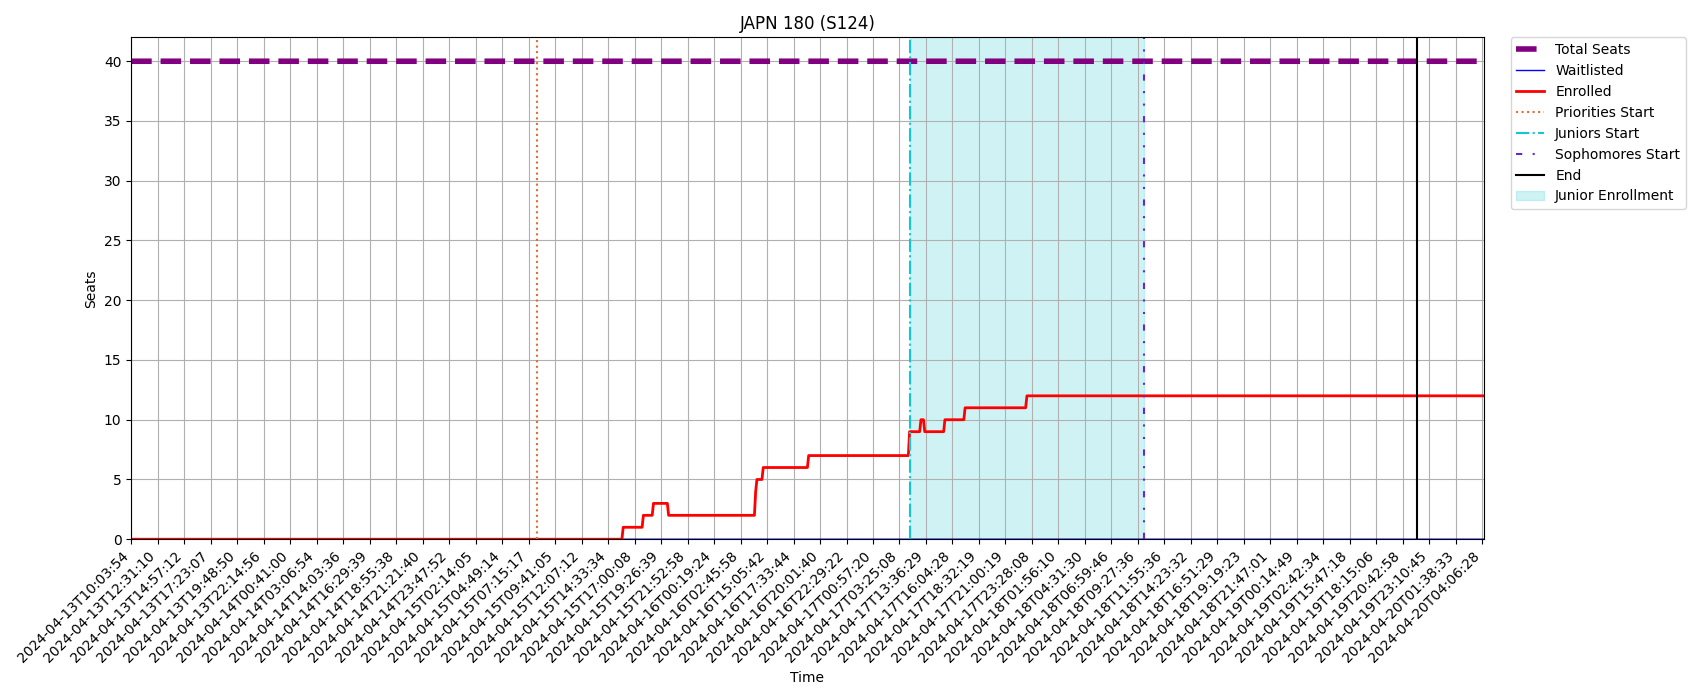 JAPN 180 (S124)
Total Seats
Waitlisted
Enrolled
Priorities Start
Juniors Start
Sophomores Start
End
Junior Enrollment
Seats
40
35
30
25
20
15
10
5
0
2024-04-13T10:03:54
2024-04-13T12:31:10
2024-04-13T14:57:12
2024-04-13T17:23:07
2024-04-13T19:48:50
2024-04-13T22:14:56
2024-04-14T00:41:00
2024-04-14T03:06:54
2024-04-14T14:03:36
2024-04-14T16:29:39
2024-04-14T18:55:38
2024-04-14T21:21:40
2024-04-14T23:47:52
2024-04-15T02:14:05
2024-04-15T04:49:14
2024-04-15T07:15:17
2024-04-15T09:41:05
2024-04-15T12:07:12
2024-04-15T14:33:34
2024-04-15T17:00:08
2024-04-15T19:26:39
2024-04-15T21:52:58
2024-04-16T00:19:24
2024-04-16T02:45:58
2024-04-16T15:05:42
2024-04-16T17:33:44
2024-04-16T20:01:40
2024-04-16T22:29:22
2024-04-17T00:57:20
2024-04-17T03:25:08
2024-04-17T13:36:29
2024-04-17T16:04:28
2024-04-17T18:32:19
2024-04-17T21:00:19
2024-04-17T23:28:08
2024-04-18T01:56:10
2024-04-18T04:31:30
2024-04-18T06:59:46
2024-04-18T09:27:36
2024-04-18T11:55:36
2024-04-18T14:23:32
2024-04-18T16:51:29
2024-04-18T19:19:23
2024-04-18T21:47:01
2024-04-19T00:14:49
2024-04-19T02:42:34
2024-04-19T15:47:18
2024-04-19T18:15:06
2024-04-19T20:42:58
2024-04-19T23:10:45
2024-04-20T01:38:33
2024-04-20T04:06:28
Time